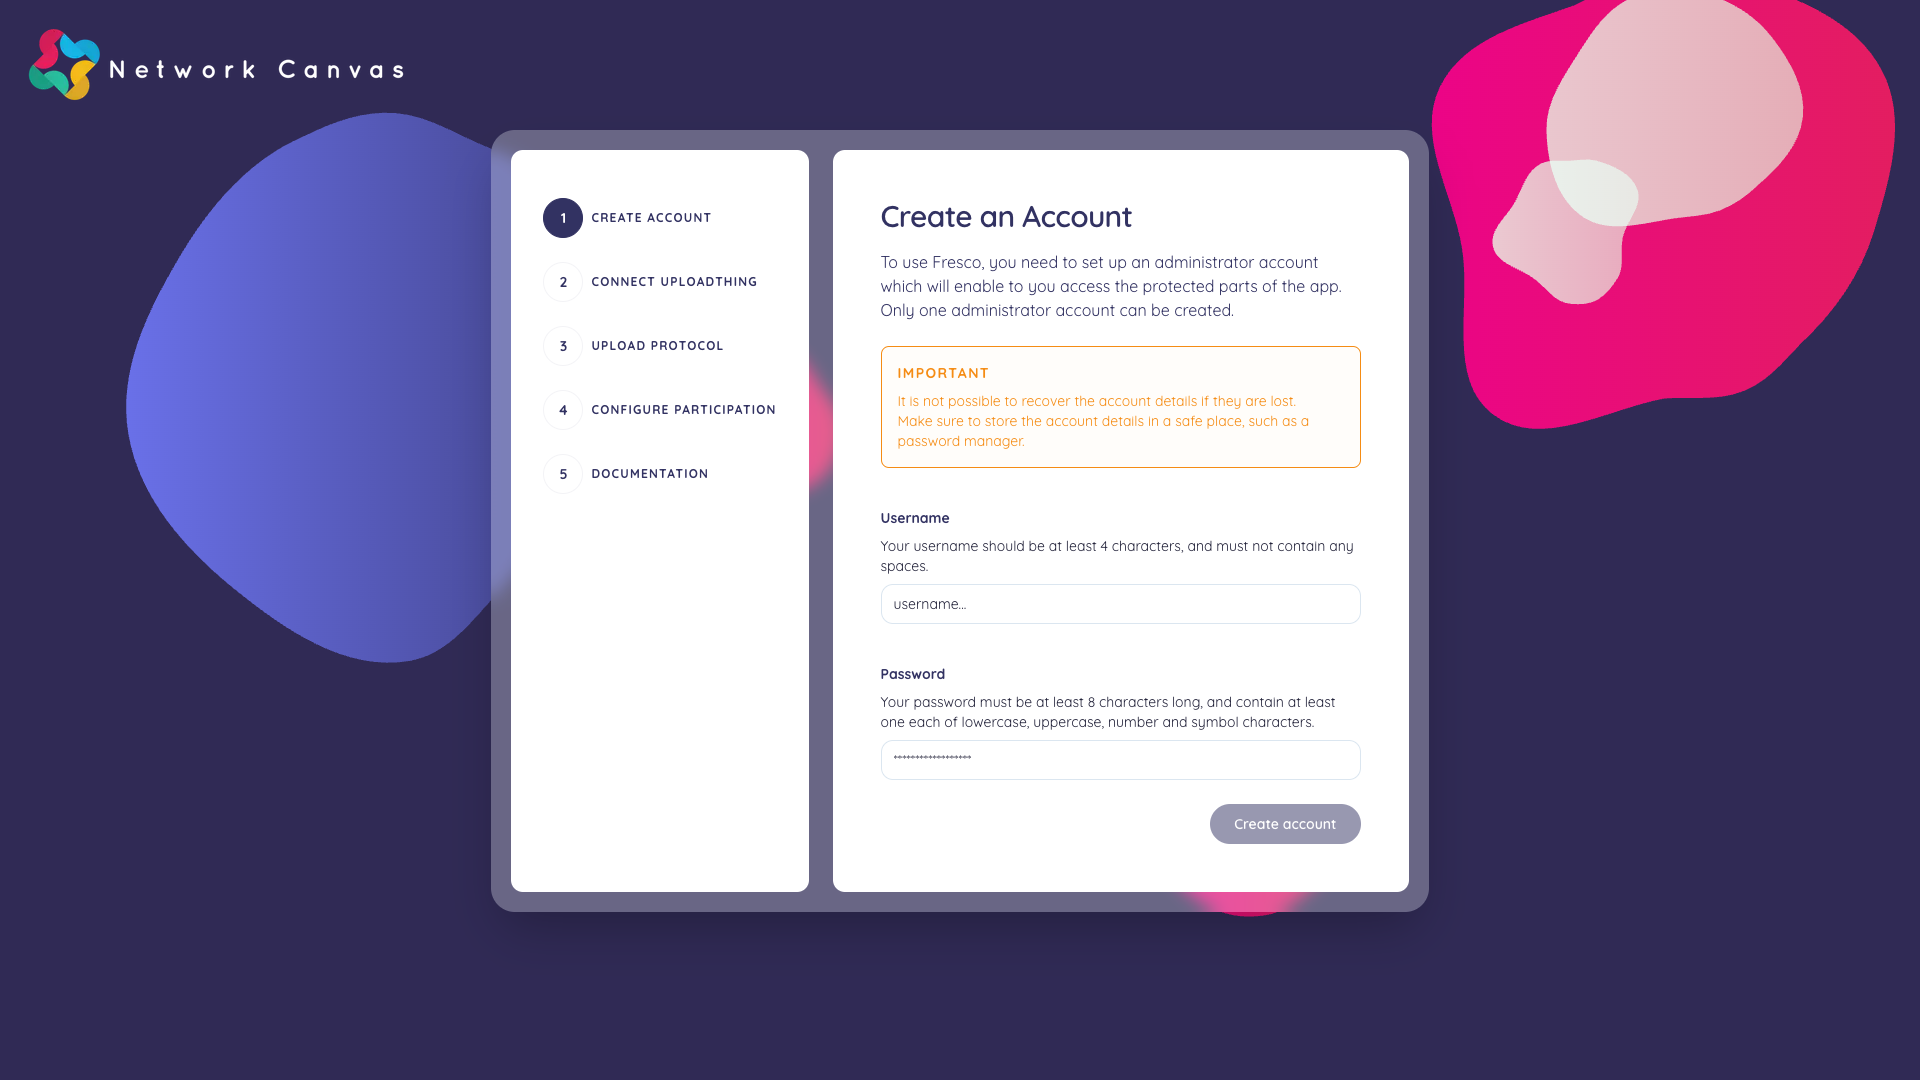 Network Canvas
1 CREATE ACCOUNT
2 CONNECT UPLOADTHING
3 UPLOAD PROTOCOL
4 CONFIGURE PARTICIPATION
5 DOCUMENTATION
Create an Account
To use Fresco, you need to set up an administrator account
which will enable to you access the protected parts of the app.
Only one administrator account can be created.
IMPORTANT
It is not possible to recover the account details if they are lost.
Make sure to store the account details in a safe place, such as a
password manager.
Username
Your username should be at least 4 characters, and must not contain any
spaces.
username...
Password
Your password must be at least 8 characters long, and contain at least
one each of lowercase, uppercase, number and symbol characters.
******************
Create account